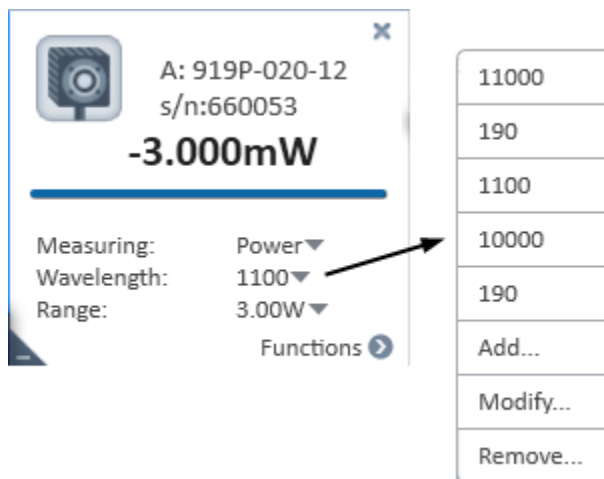 A: 919P-020-12
s/n:660053
-3.000mW
Measuring: Power
Wavelength: 1100
Range: 3.00W
Functions
11000
190
1100
10000
190
Add...
Modify...
Remove...